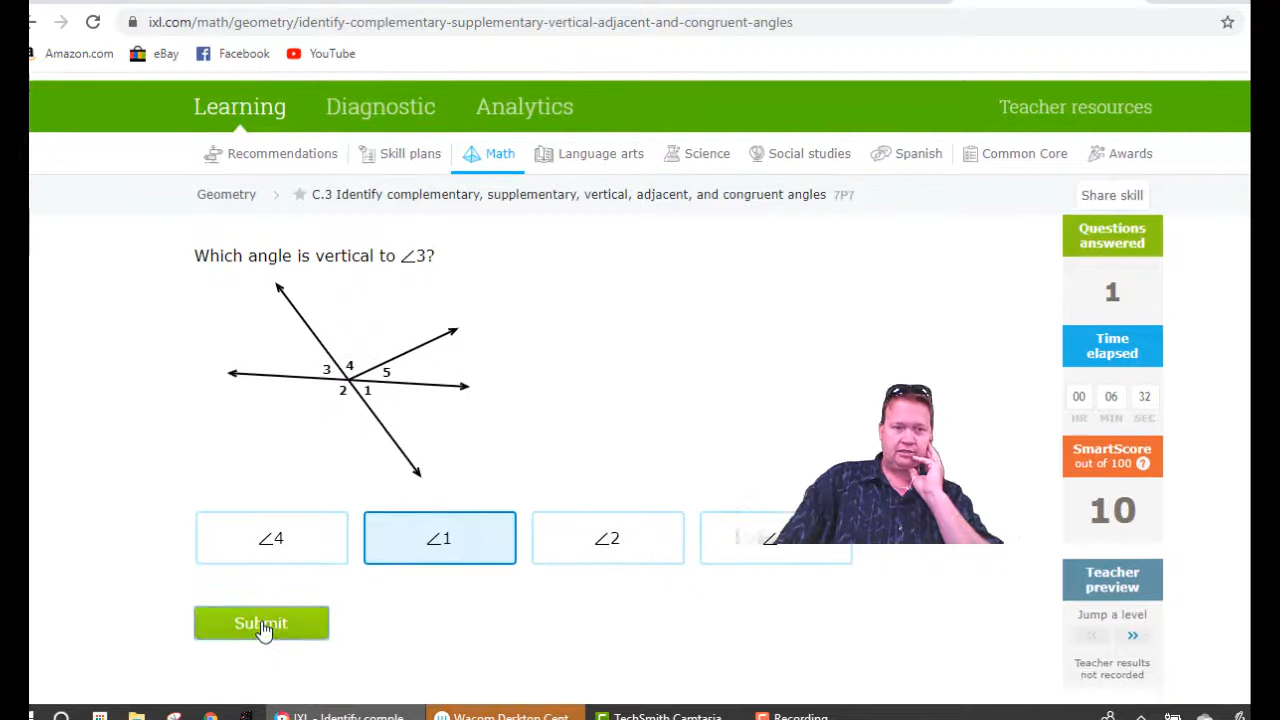 ixl.com/math/geometry/identify-complementary-supplementary-vertical-adjacent-and-congruent-angles
Amazon.com eBay Facebook YouTube
Learning Diagnostic Analytics Teacher resources
Recommendations Skill plans Math Language arts Science Social studies Spanish Common Core Awards
Geometry > C.3 Identify complementary, supplementary, vertical, adjacent, and congruent angles 7P7 Share skill
Which angle is vertical to ∠3?
3 4 5
2 1
∠4 ∠1 ∠2 ∠
Submit
Questions answered
1
Time elapsed
00 06 32
HR MIN SEC
SmartScore
out of 100 ?
10
Teacher preview
Jump a level
<< >>
Teacher results not recorded
IXL - Identify comple Wacom Desktop Cent TechSmith Camtasia Recording...